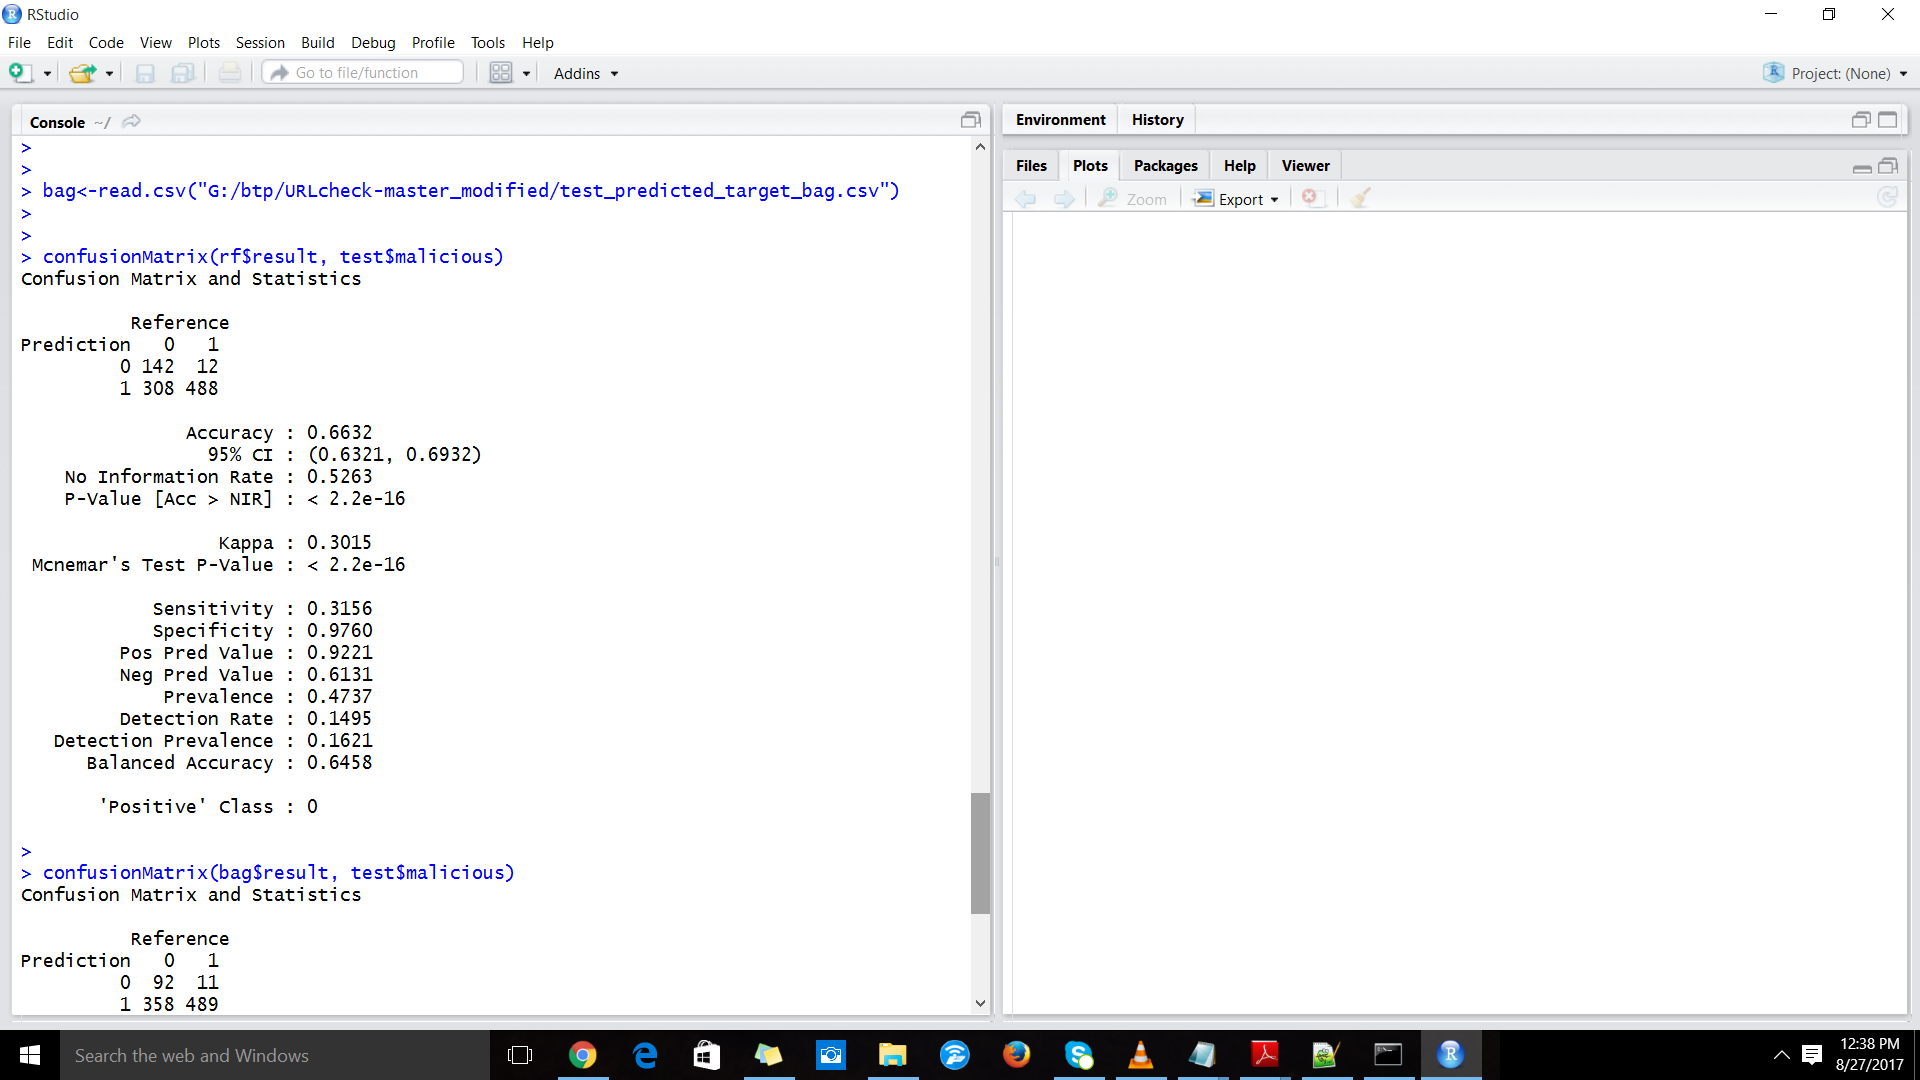 RStudio
File Edit Code View Plots Session Build Debug Profile Tools Help
Go to file/function Addins Project: (None)
Console ~/
>
>
> bag<-read.csv("G:/btp/URLcheck-master_modified/test_predicted_target_bag.csv")
>
>
> confusionMatrix(rf$result, test$malicious)
Confusion Matrix and Statistics
Reference
Prediction 0 1
0 142 12
1 308 488
Accuracy : 0.6632
95% CI : (0.6321, 0.6932)
No Information Rate : 0.5263
P-Value [Acc > NIR] : < 2.2e-16
Kappa : 0.3015
Mcnemar's Test P-Value : < 2.2e-16
Sensitivity : 0.3156
Specificity : 0.9760
Pos Pred Value : 0.9221
Neg Pred Value : 0.6131
Prevalence : 0.4737
Detection Rate : 0.1495
Detection Prevalence : 0.1621
Balanced Accuracy : 0.6458
'Positive' Class : 0
>
> confusionMatrix(bag$result, test$malicious)
Confusion Matrix and Statistics
Reference
Prediction 0 1
0 92 11
1 358 489
Environment History
Files Plots Packages Help Viewer
Zoom Export
Search the web and Windows
12:38 PM
8/27/2017